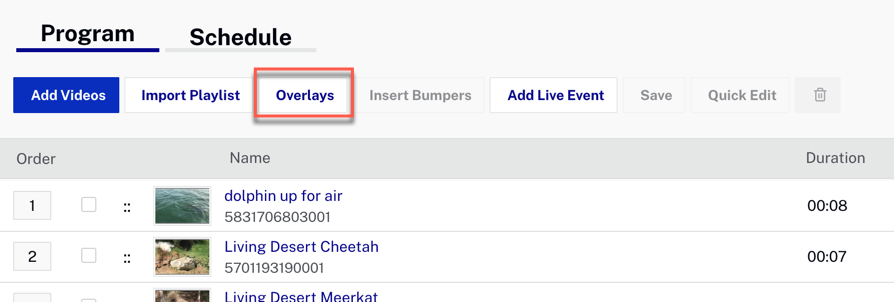 Program Schedule
Add Videos Import Playlist Overlays Insert Bumpers Add Live Event Save Quick Edit
Order Name Duration
1 :: dolphin up for air 00:08
5831706803001
2 :: Living Desert Cheetah 00:07
5701193190001
Living Desert Meerkat